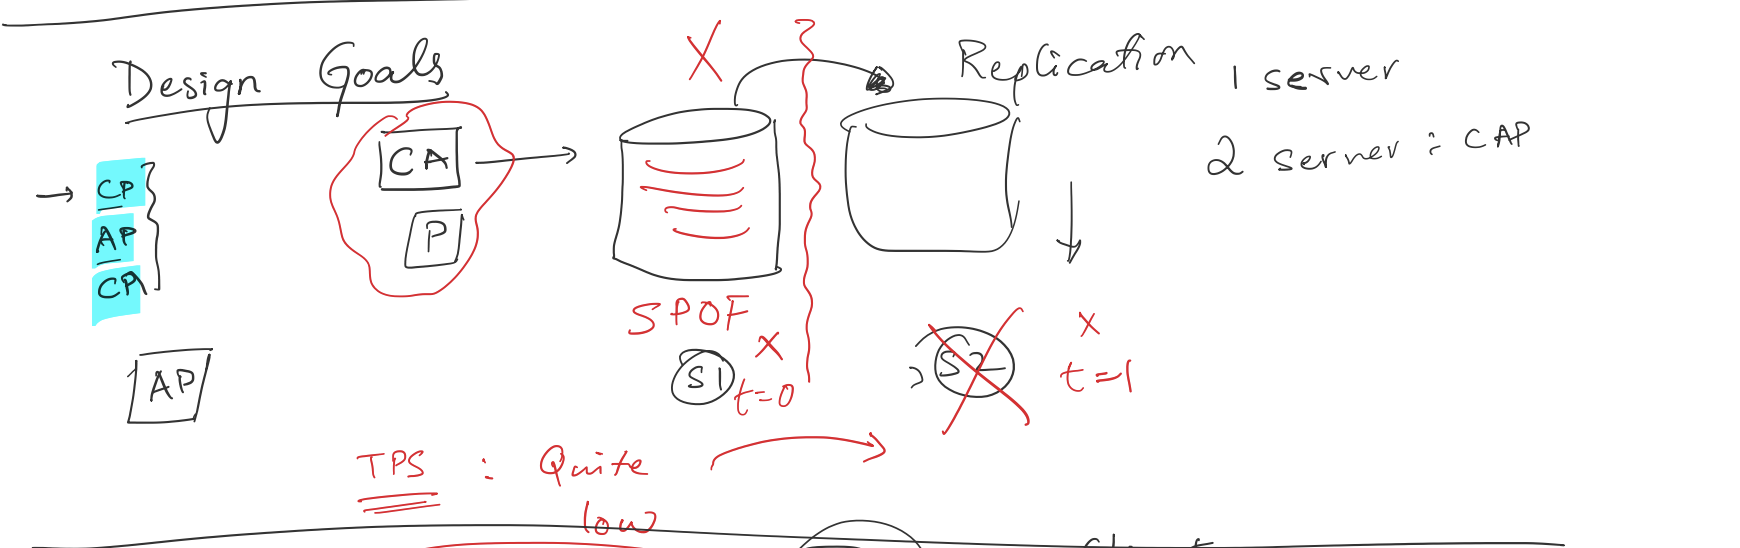 Design Goals
Replication
1 server
2 server : CAP
CA
P
CP
AP
CP
AP
X
SPOF
S1
x
t=0
S2
x
t=1
TPS : Quite
low